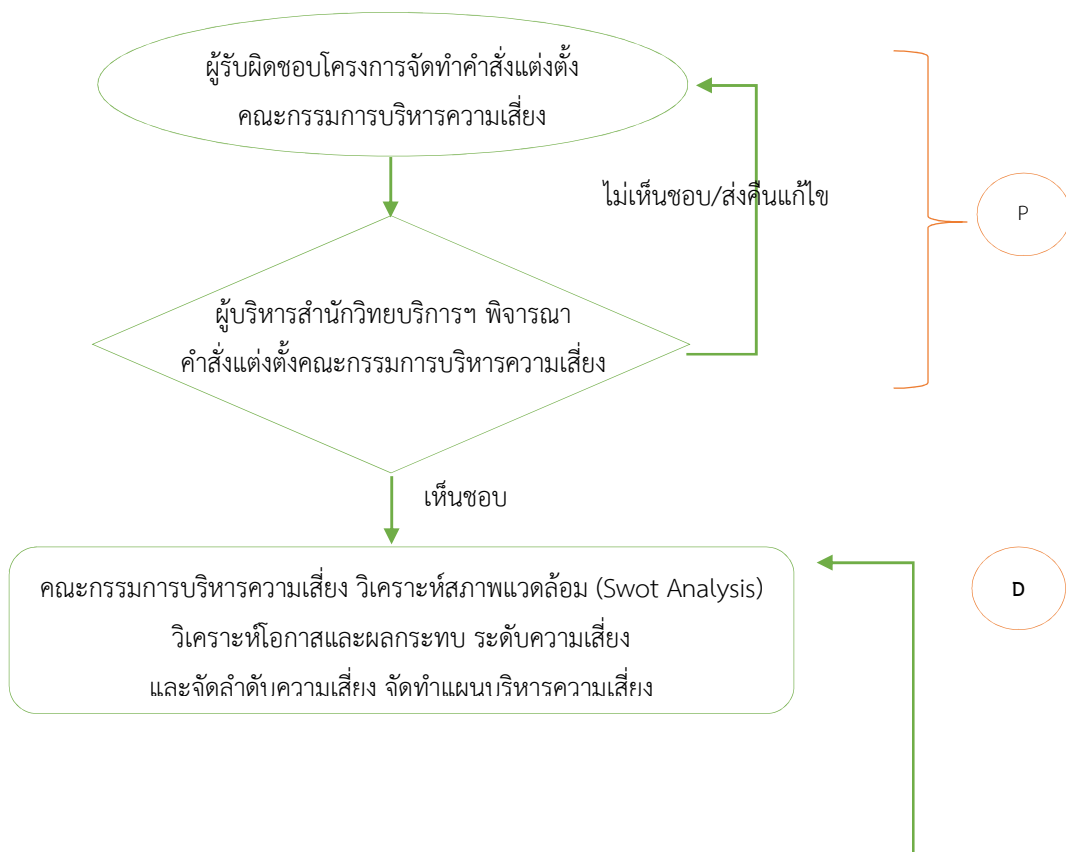 ผู้รับผิดชอบโครงการจัดทำคำสั่งแต่งตั้ง
คณะกรรมการบริหารความเสี่ยง
ไม่เห็นชอบ/ส่งคืนแก้ไข
P
ผู้บริหารสำนักวิทยบริการฯ พิจารณา
คำสั่งแต่งตั้งคณะกรรมการบริหารความเสี่ยง
เห็นชอบ
คณะกรรมการบริหารความเสี่ยง วิเคราะห์สภาพแวดล้อม (Swot Analysis)
วิเคราะห์โอกาสและผลกระทบ ระดับความเสี่ยง
และจัดลำดับความเสี่ยง จัดทำแผนบริหารความเสี่ยง
D